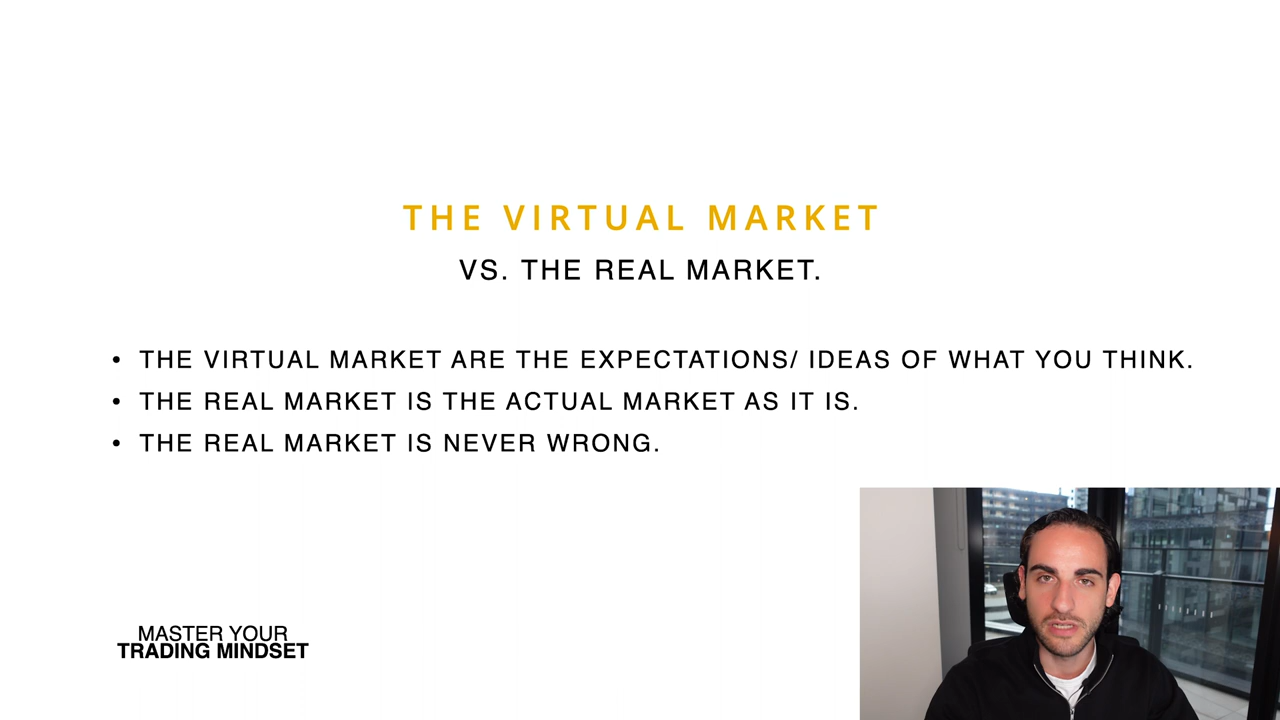 THE VIRTUAL MARKET
VS. THE REAL MARKET.
• THE VIRTUAL MARKET ARE THE EXPECTATIONS/ IDEAS OF WHAT YOU THINK.
• THE REAL MARKET IS THE ACTUAL MARKET AS IT IS.
• THE REAL MARKET IS NEVER WRONG.
MASTER YOUR
TRADING MINDSET